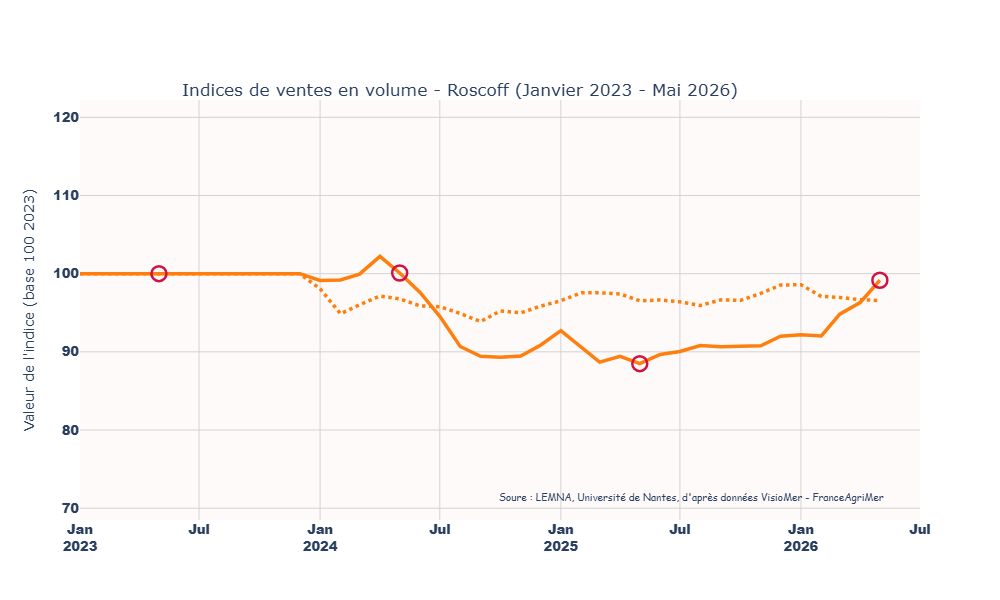 Indices de ventes en volume - Roscoff (Janvier 2023 - Mai 2026)
Valeur de l'indice (base 100 2023)
120
110
100
90
80
70
Soure : LEMNA, Université de Nantes, d'après données VisioMer - FranceAgriMer
Jan Jul Jan Jul Jan Jul Jan Jul
2023 2024 2025 2026